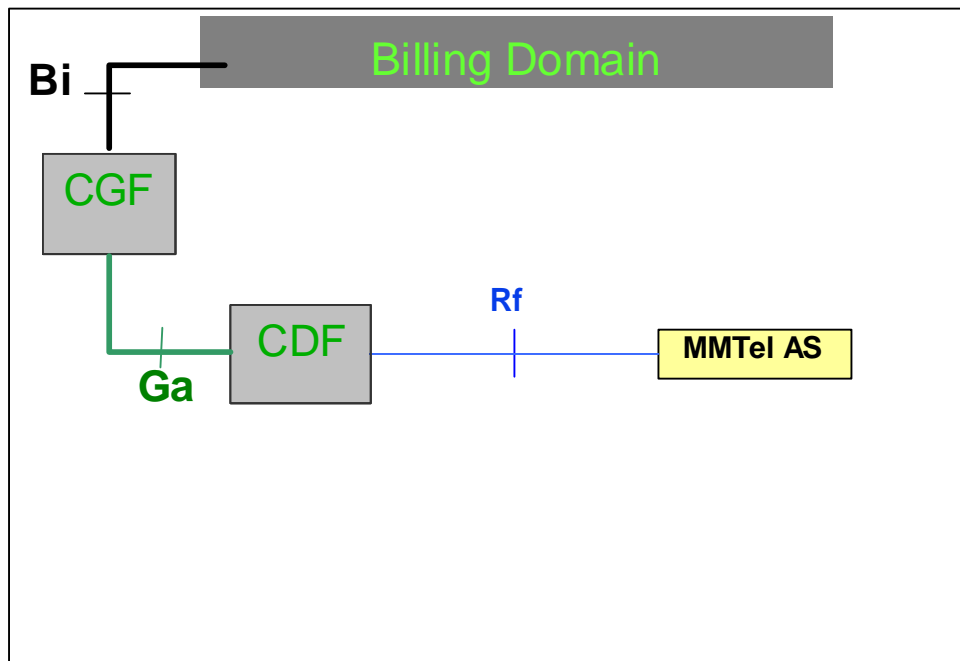 Billing Domain
Bi
CGF
Rf
CDF
MMTel AS
Ga